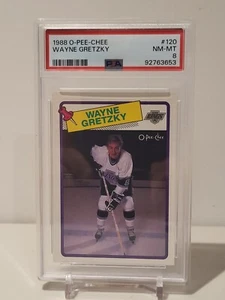 1988 O-PEE-CHEE #120
WAYNE GRETZKY NM-MT
8
PSA 92763653
WAYNE
GRETZKY
O-Pee-Chee